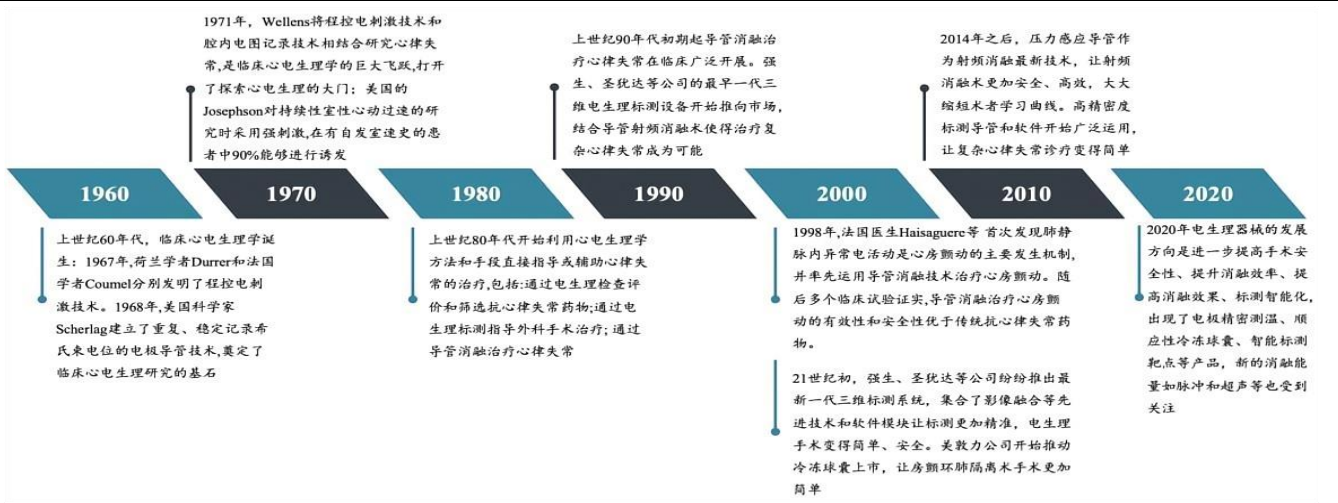 1971年，Wellens将程控电刺激技术和
腔内电图记录技术相结合研究心律失
常,是临床心电生理学的巨大飞跃,打开
了探索心电生理的大门；美国的
Josephson对持续性室性心动过速的研
究时采用强刺激,在有自发室速史的患
者中90%能够进行诱发
上世纪90年代初期起导管消融治
疗心律失常在临床广泛开展。强
生、圣犹达等公司的最早一代三
维电生理标测设备开始推向市场，
结合导管射频消融术使得治疗复
杂心律失常成为可能
2014年之后，压力感应导管作
为射频消融最新技术，让射频
消融术更加安全、高效，大大
缩短术者学习曲线。高精密度
标测导管和软件开始广泛运用，
让复杂心律失常诊疗变得简单
1960
1970
1980
1990
2000
2010
2020
上世纪60年代，临床心电生理学诞
生：1967年,荷兰学者Durrer和法国
学者Coumel分别发明了程控电刺
激技术。1968年,美国科学家
Scherlag建立了重复、稳定记录希
氏束电位的电极导管技术,奠定了
临床心电生理研究的基石
上世纪80年代开始利用心电生理学
方法和手段直接指导或辅助心律失
常的治疗,包括:通过电生理检查评
价和筛选抗心律失常药物;通过电
生理标测指导外科手术治疗; 通过
导管消融治疗心律失常
1998年,法国医生Haisaguere等 首次发现肺静
脉内异常电活动是心房颤动的主要发生机制,
并率先运用导管消融技术治疗心房颤动。随
后多个临床试验证实,导管消融治疗心房颤
动的有效性和安全性优于传统抗心律失常药
物。
21世纪初，强生、圣犹达等公司纷纷推出最
新一代三维标测系统，集合了影像融合等先
进技术和软件模块让标测更加精准，电生理
手术变得简单、安全。美敦力公司开始推动
冷冻球囊上市，让房颤环肺隔离术手术更加
简单
2020年电生理器械的发展
方向是进一步提高手术安
全性、提升消融效率、提
高消融效果、标测智能化，
出现了电极精密测温、顺
应性冷冻球囊、智能标测
靶点等产品，新的消融能
量如脉冲和超声等也受到
关注